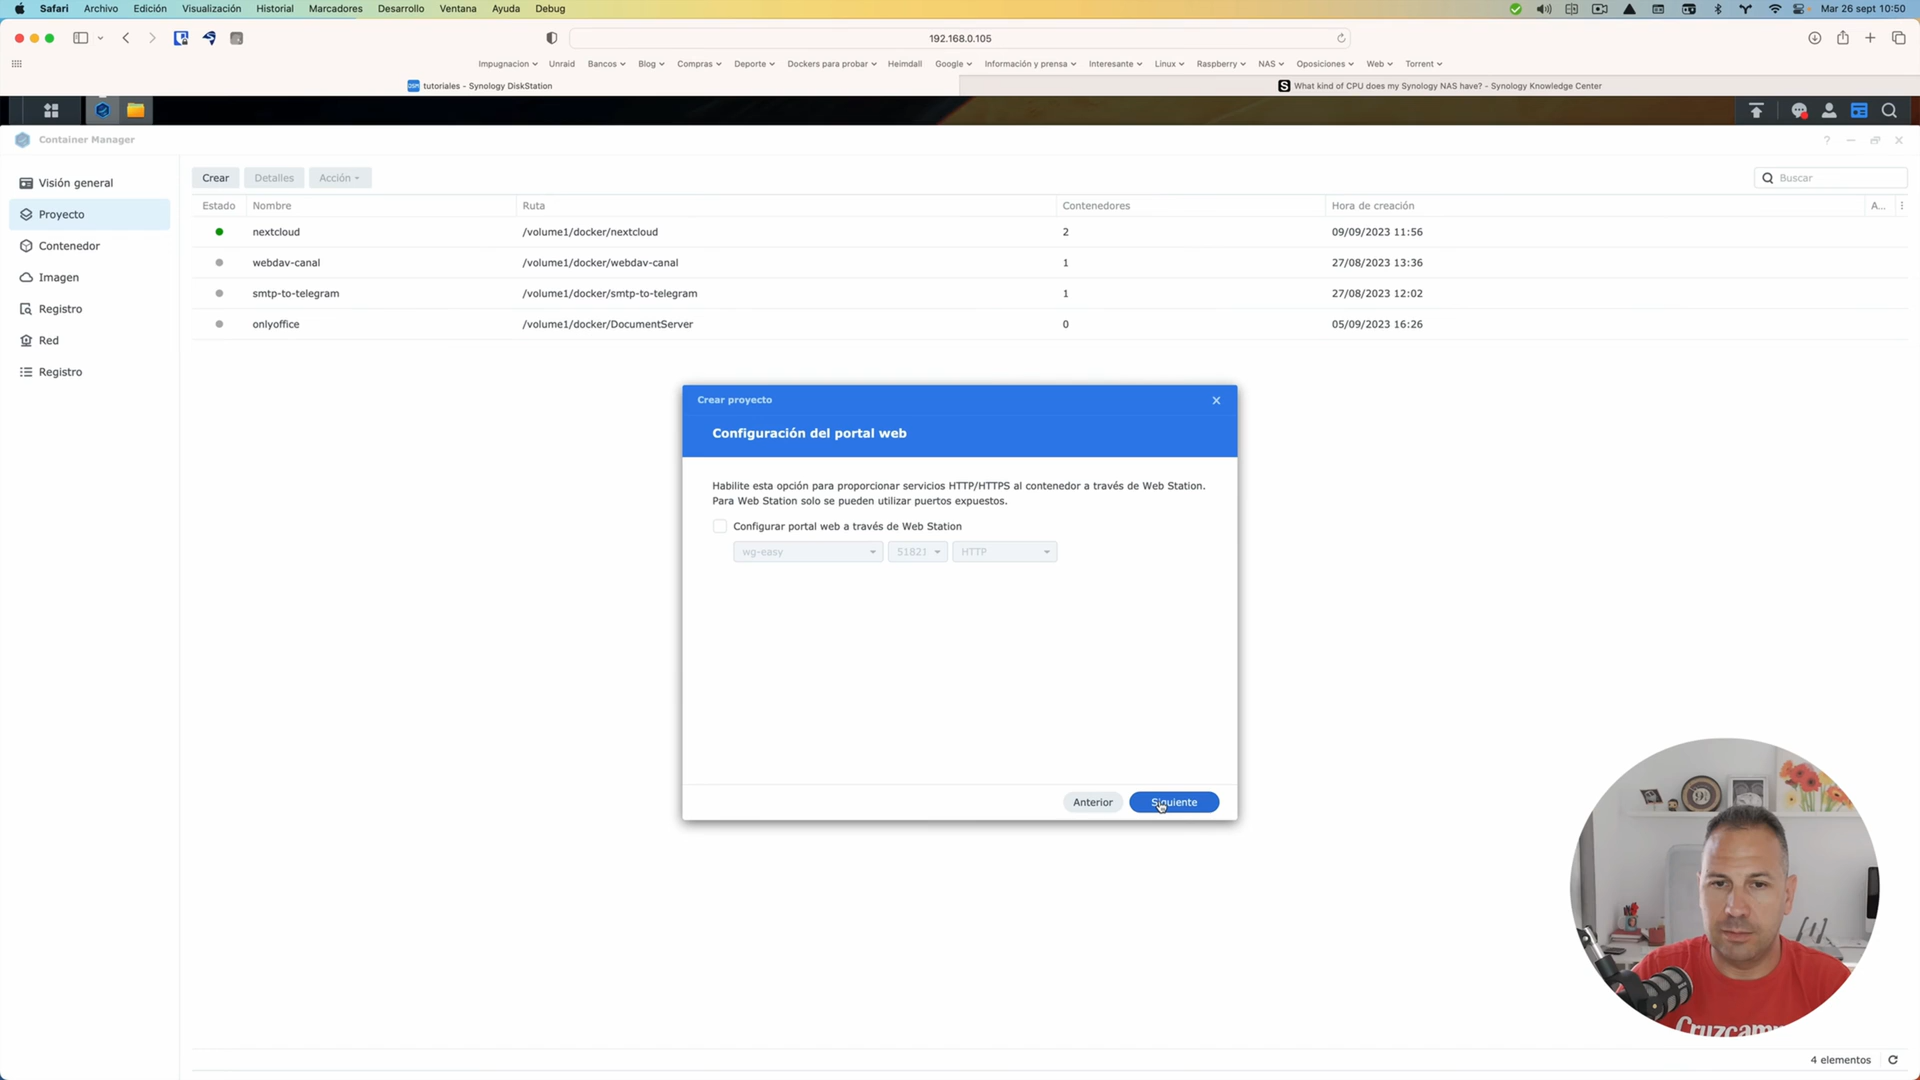 Safari Archivo Edición Visualización Historial Marcadores Desarrollo Ventana Ayuda Debug Mar 26 sept 10:50
192.168.0.105
Impugnacion Unraid Bancos Blog Compras Deporte Dockers para probar Heimdall Google Información y prensa Interesante Linux Raspberry NAS Oposiciones Web Torrent
tutoriales - Synology DiskStation
What kind of CPU does my Synology NAS have? - Synology Knowledge Center
Container Manager
Visión general
Proyecto
Contenedor
Imagen
Registro
Red
Registro
Crear Detalles Acción Buscar
Estado Nombre Ruta Contenedores Hora de creación A...
nextcloud /volume1/docker/nextcloud 2 09/09/2023 11:56
webdav-canal /volume1/docker/webdav-canal 1 27/08/2023 13:36
smtp-to-telegram /volume1/docker/smtp-to-telegram 1 27/08/2023 12:02
onlyoffice /volume1/docker/DocumentServer 0 05/09/2023 16:26
Crear proyecto
Configuración del portal web
Habilite esta opción para proporcionar servicios HTTP/HTTPS al contenedor a través de Web Station.
Para Web Station solo se pueden utilizar puertos expuestos.
Configurar portal web a través de Web Station
wg-easy 51821 HTTP
Anterior Siguiente
4 elementos